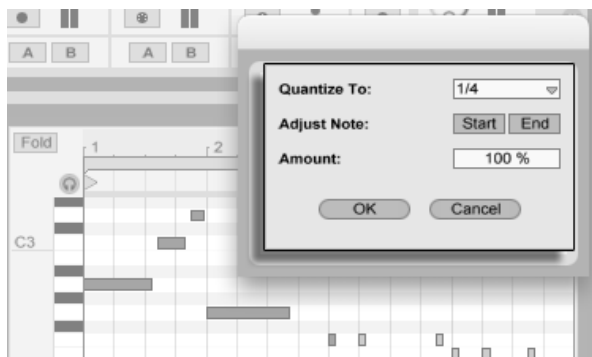 A B A B
Quantize To: 1/4
Adjust Note: Start End
Amount: 100 %
OK Cancel
Fold
1 2
C3